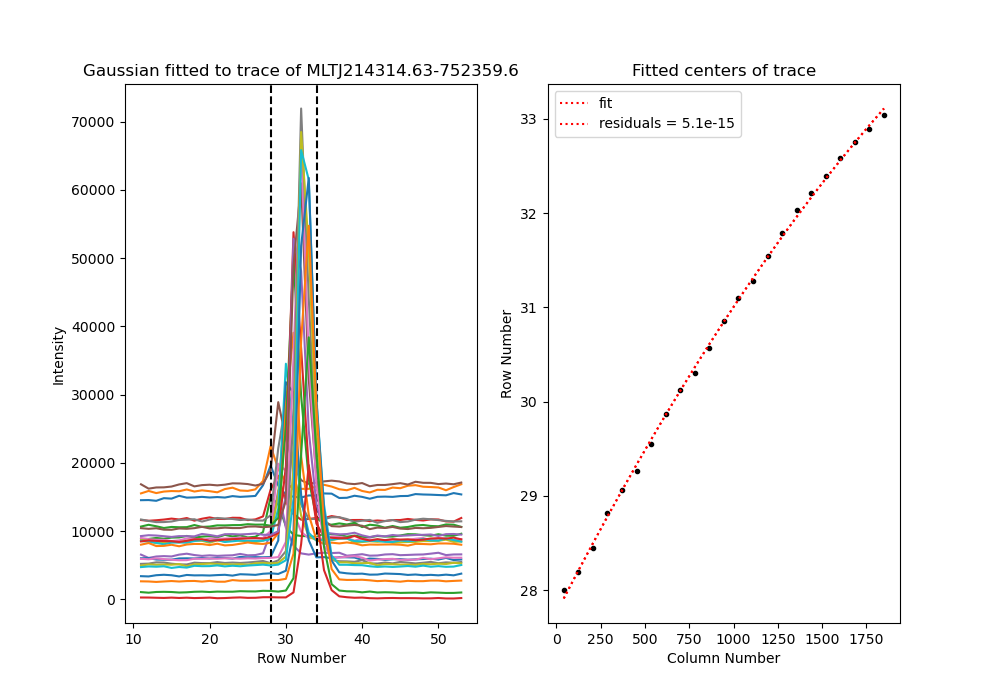 Gaussian fitted to trace of MLTJ214314.63-752359.6
Intensity
70000
60000
50000
40000
30000
20000
10000
0
10 20 30 40 50
Row Number
Fitted centers of trace
fit
residuals = 5.1e-15
Row Number
33
32
31
30
29
28
0 250 500 750 1000 1250 1500 1750
Column Number